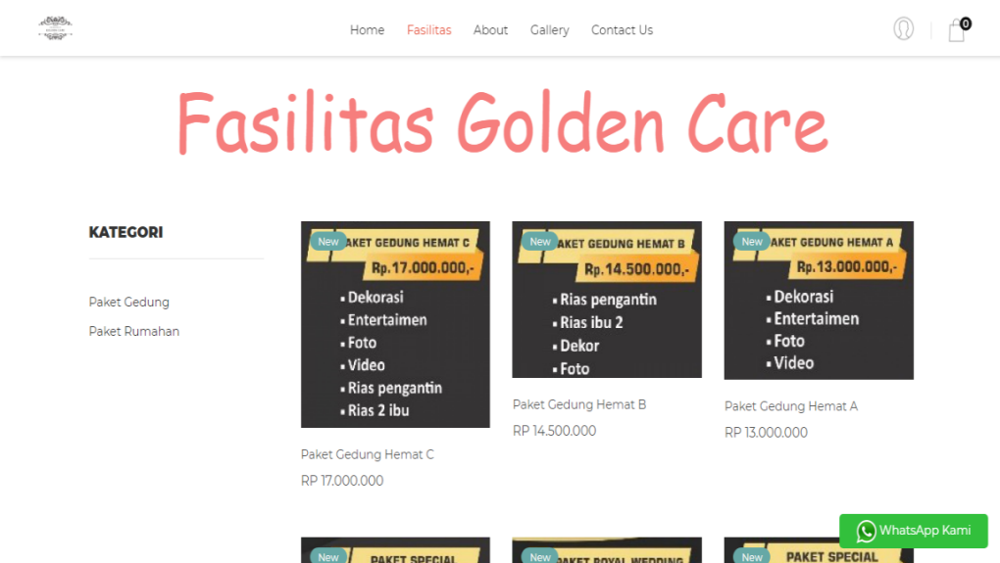 Home
Fasilitas
About
Gallery
Contact Us
0
Fasilitas Golden Care
KATEGORI
Paket Gedung
Paket Rumahan
New
AKET GEDUNG HEMAT C
Rp.17.000.000,-
▪ Dekorasi
▪ Entertaimen
▪ Foto
▪ Video
▪ Rias pengantin
▪ Rias 2 ibu
Paket Gedung Hemat C
RP 17.000.000
New
AKET GEDUNG HEMAT B
Rp.14.500.000,-
▪ Rias pengantin
▪ Rias ibu 2
▪ Dekor
▪ Foto
Paket Gedung Hemat B
RP 14.500.000
New
AKET GEDUNG HEMAT A
Rp.13.000.000,-
▪ Dekorasi
▪ Entertaimen
▪ Foto
▪ Video
Paket Gedung Hemat A
RP 13.000.000
New
PAKET SPECIAL
New
PAKET ROYAL WEDDING
New
PAKET SPECIAL
WhatsApp Kami